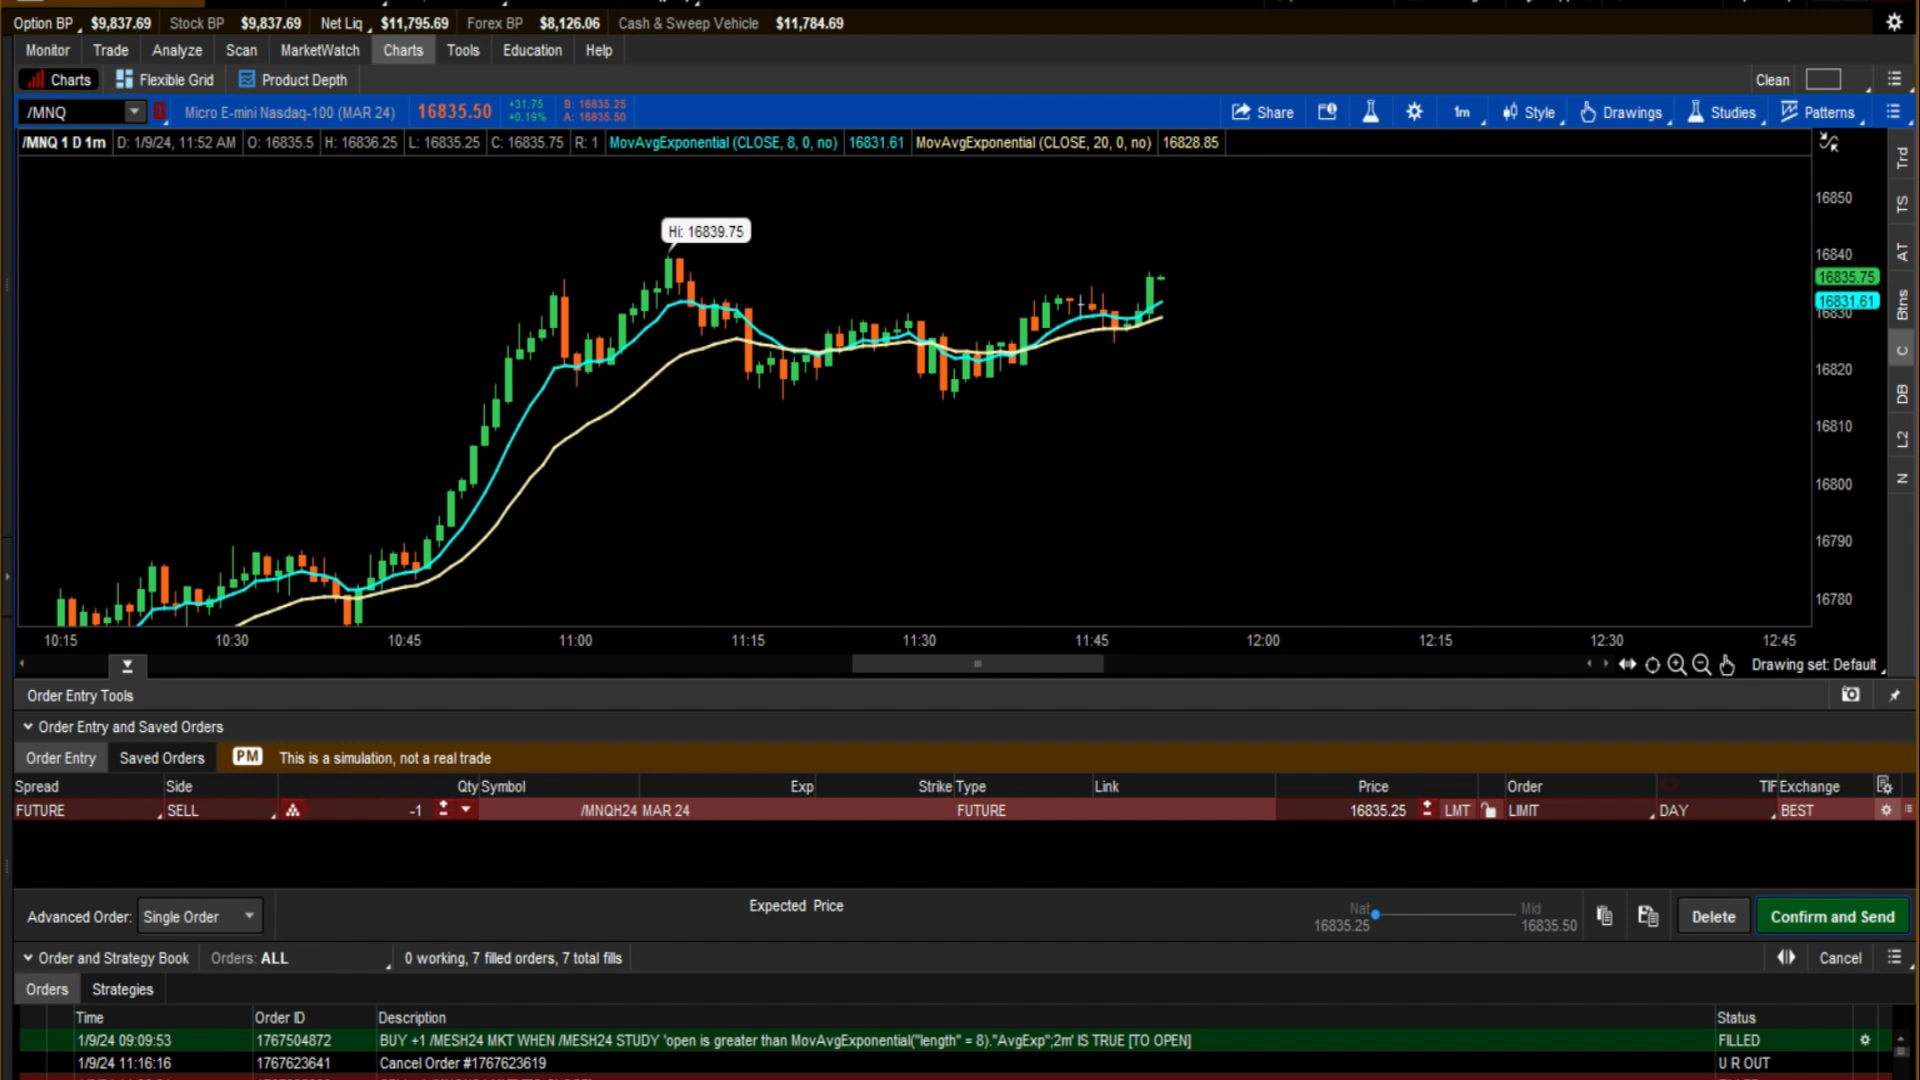 Option BP $9,837.69 Stock BP $9,837.69 Net Liq $11,795.69 Forex BP $8,126.06 Cash & Sweep Vehicle $11,784.69
Monitor Trade Analyze Scan MarketWatch Charts Tools Education Help
Charts Flexible Grid Product Depth Clean
/MNQ Micro E-mini Nasdaq-100 (MAR 24) 16835.50 +31.75 B: 16835.25
+0.19% A: 16835.50
Share 1m Style Drawings Studies Patterns
/MNQ 1 D 1m D: 1/9/24, 11:52 AM O: 16835.5 H: 16836.25 L: 16835.25 C: 16835.75 R: 1 MovAvgExponential (CLOSE, 8, 0, no) 16831.61 MovAvgExponential (CLOSE, 20, 0, no) 16828.85
Trd
TS
AT
Btns
C
DB
L2
N
16850
Hi: 16839.75
16840
16835.75
16831.61
16830
16820
16810
16800
16790
16780
10:15 10:30 10:45 11:00 11:15 11:30 11:45 12:00 12:15 12:30 12:45
Drawing set: Default
Order Entry Tools
Order Entry and Saved Orders
Order Entry Saved Orders PM This is a simulation, not a real trade
Spread Side Qty Symbol Exp Strike Type Link Price Order TIF Exchange
FUTURE SELL -1 /MNQH24 MAR 24 FUTURE 16835.25 LMT LIMIT DAY BEST
Advanced Order: Single Order Expected Price Nat 16835.25 Mid 16835.50 Delete Confirm and Send
Order and Strategy Book Orders: ALL 0 working, 7 filled orders, 7 total fills Cancel
Orders Strategies
Time Order ID Description Status
1/9/24 09:09:53 1767504872 BUY +1 /MESH24 MKT WHEN /MESH24 STUDY 'open is greater than MovAvgExponential("length" = 8)."AvgExp";2m' IS TRUE [TO OPEN] FILLED
1/9/24 11:16:16 1767623641 Cancel Order #1767623619 U R OUT